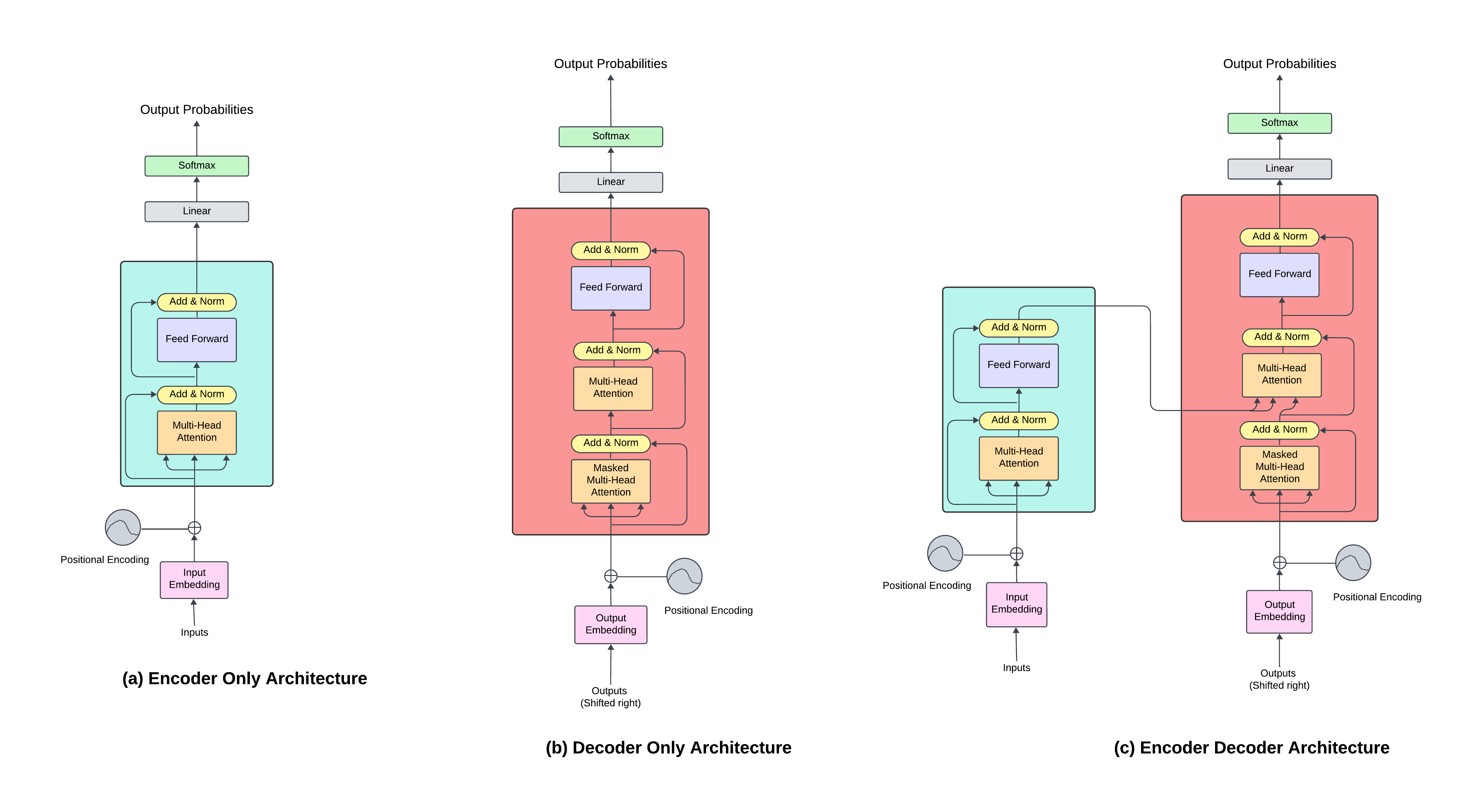 Output Probabilities
Softmax
Linear
Add & Norm
Feed Forward
Add & Norm
Multi-Head
Attention
Positional Encoding
Input
Embedding
Inputs
(a) Encoder Only Architecture
Output Probabilities
Softmax
Linear
Add & Norm
Feed Forward
Add & Norm
Multi-Head
Attention
Add & Norm
Masked
Multi-Head
Attention
Positional Encoding
Output
Embedding
Outputs
(Shifted right)
(b) Decoder Only Architecture
Add & Norm
Feed Forward
Add & Norm
Multi-Head
Attention
Positional Encoding
Input
Embedding
Inputs
Output Probabilities
Softmax
Linear
Add & Norm
Feed Forward
Add & Norm
Multi-Head
Attention
Add & Norm
Masked
Multi-Head
Attention
Positional Encoding
Output
Embedding
Outputs
(Shifted right)
(c) Encoder Decoder Architecture